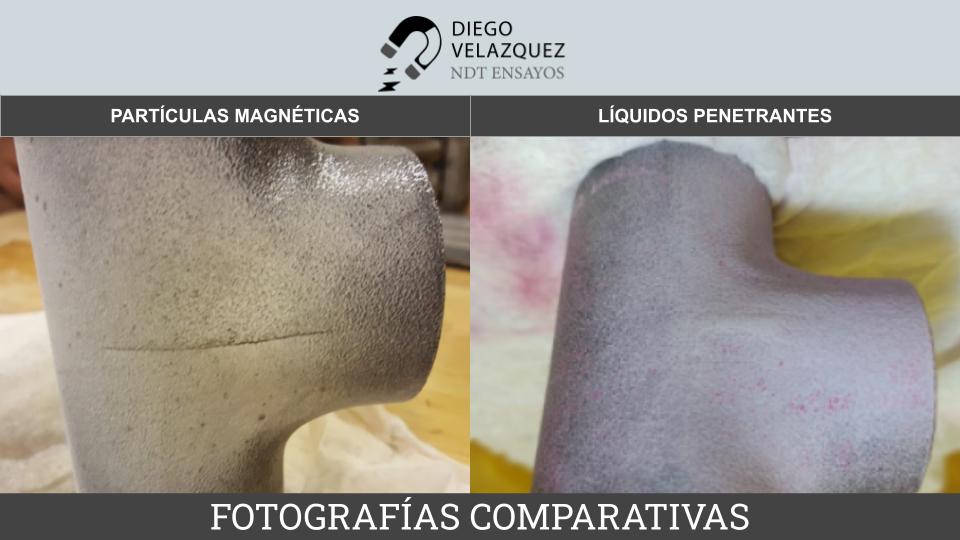 DIEGO
VELAZQUEZ
NDT ENSAYOS
PARTÍCULAS MAGNÉTICAS
LÍQUIDOS PENETRANTES
FOTOGRAFÍAS COMPARATIVAS